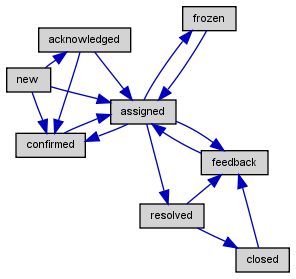 frozen
acknowledged
new
assigned
confirmed
feedback
resolved
closed